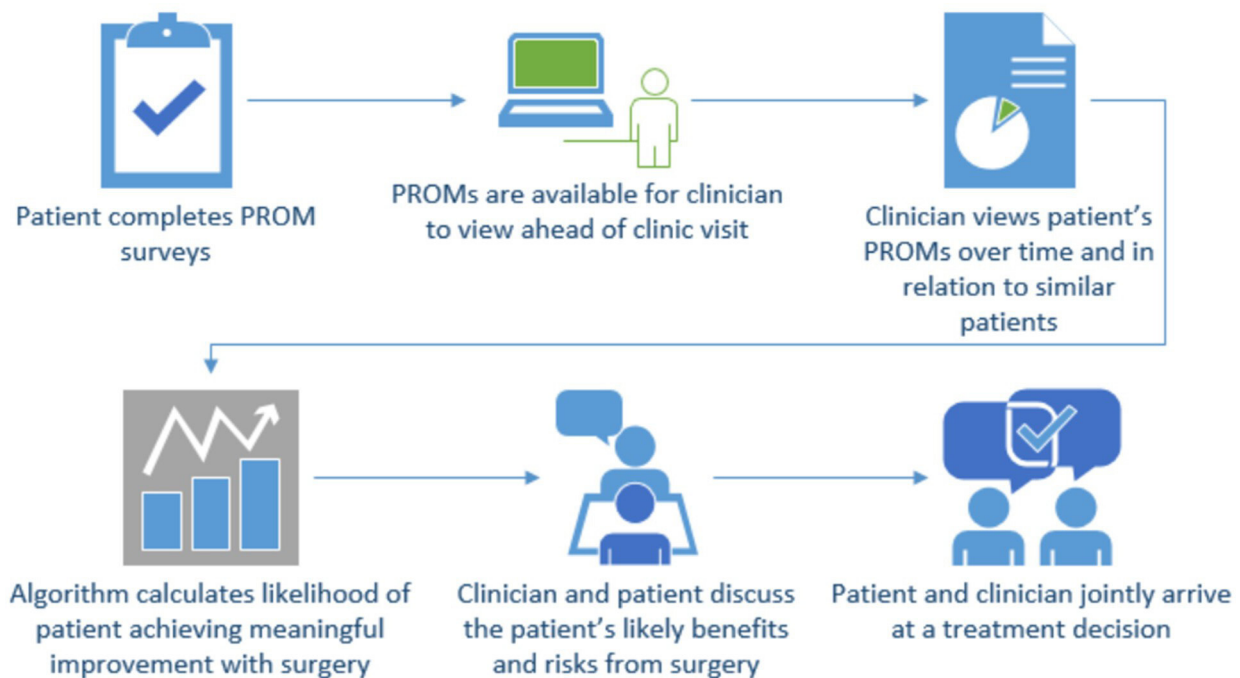 Patient completes PROM
surveys
PROMs are available for clinician
to view ahead of clinic visit
Clinician views patient’s
PROMs over time and in
relation to similar
patients
Algorithm calculates likelihood of
patient achieving meaningful
improvement with surgery
Clinician and patient discuss
the patient’s likely benefits
and risks from surgery
Patient and clinician jointly arrive
at a treatment decision